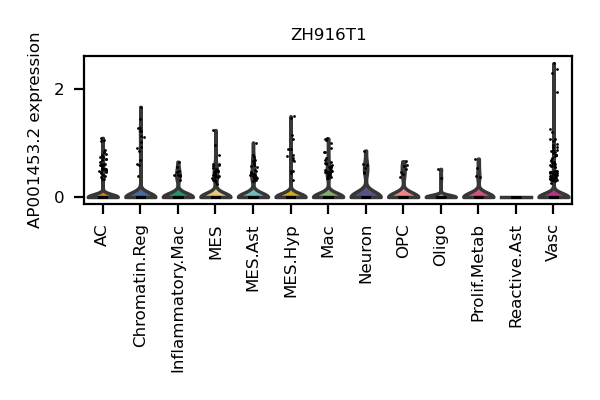 ZH916T1
AP001453.2 expression
2
0
AC
Chromatin.Reg
Inflammatory.Mac
MES
MES.Ast
MES.Hyp
Mac
Neuron
OPC
Oligo
Prolif.Metab
Reactive.Ast
Vasc